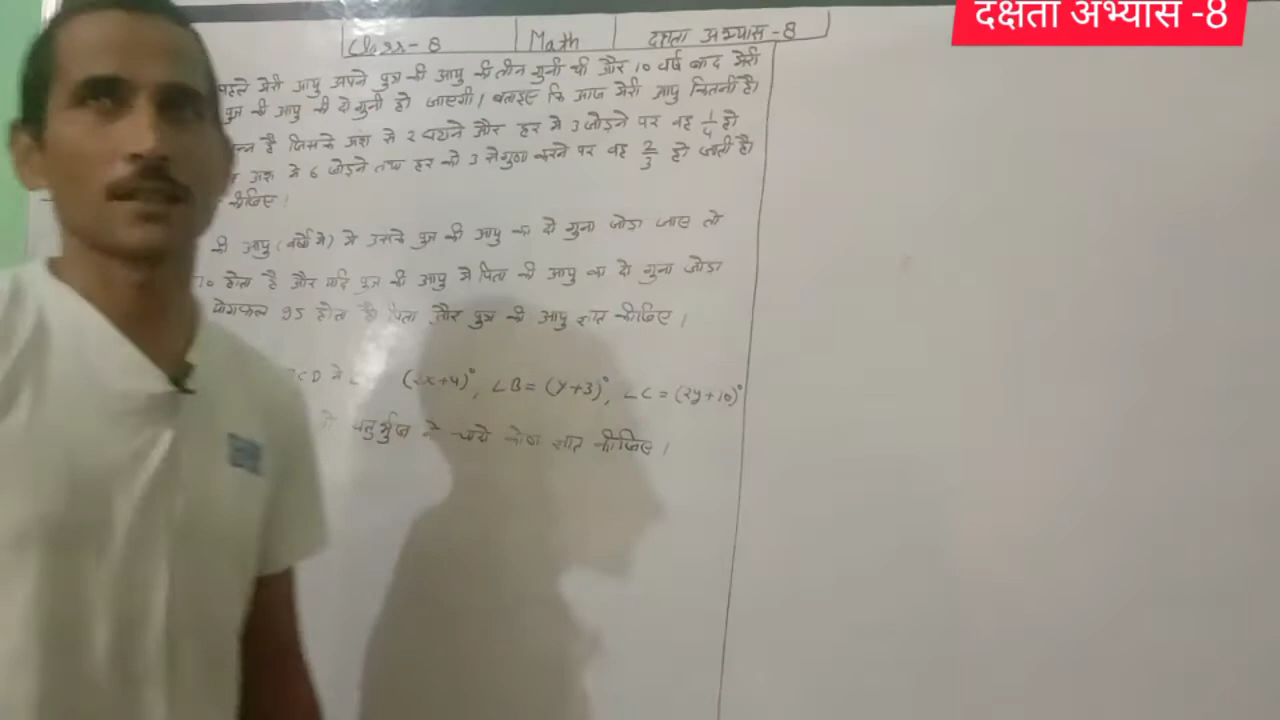 दक्षता अभ्यास -8
Class - 8 Math दक्षता अभ्यास - 8
पहले मेरी आयु अपने पुत्र की आयु की तीन गुनी थी और 10 वर्ष बाद मेरी
पुत्र की आयु की दो गुनी हो जाएगी। बताइए कि आज मेरी आयु कितनी है।
है जिसके अंश से 2 घटाने और हर मे 3 जोड़ने पर वह 1/4 हो
अंश मे 6 जोड़ने तथा हर को 3 से गुणा करने पर वह 2/3 हो जाती है।
कीजिए।
की आयु (वर्षो मे) मे उसके पुत्र की आयु का दो गुना जोड़ा जाए तो
होता है और यदि पुत्र की आयु मे पिता की आयु का दो गुना जोड़ा
योगफल 95 होता है। पिता और पुत्र की आयु ज्ञात कीजिए।
CD मे (2x+4)°, ∠B = (y+3)°, ∠C = (2y+10)°
चतुर्भुज के चारो कोण ज्ञात कीजिए।